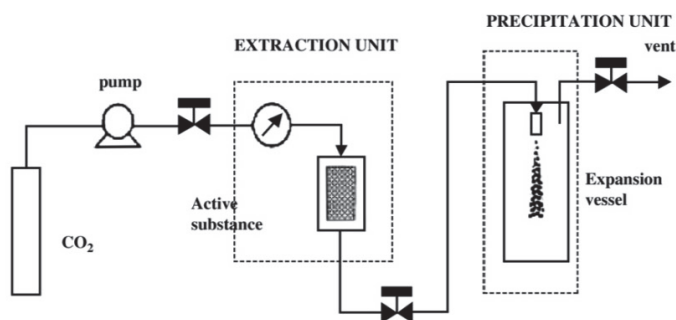 PRECIPITATION UNIT
vent
EXTRACTION UNIT
pump
Active
substance
Expansion
vessel
CO₂